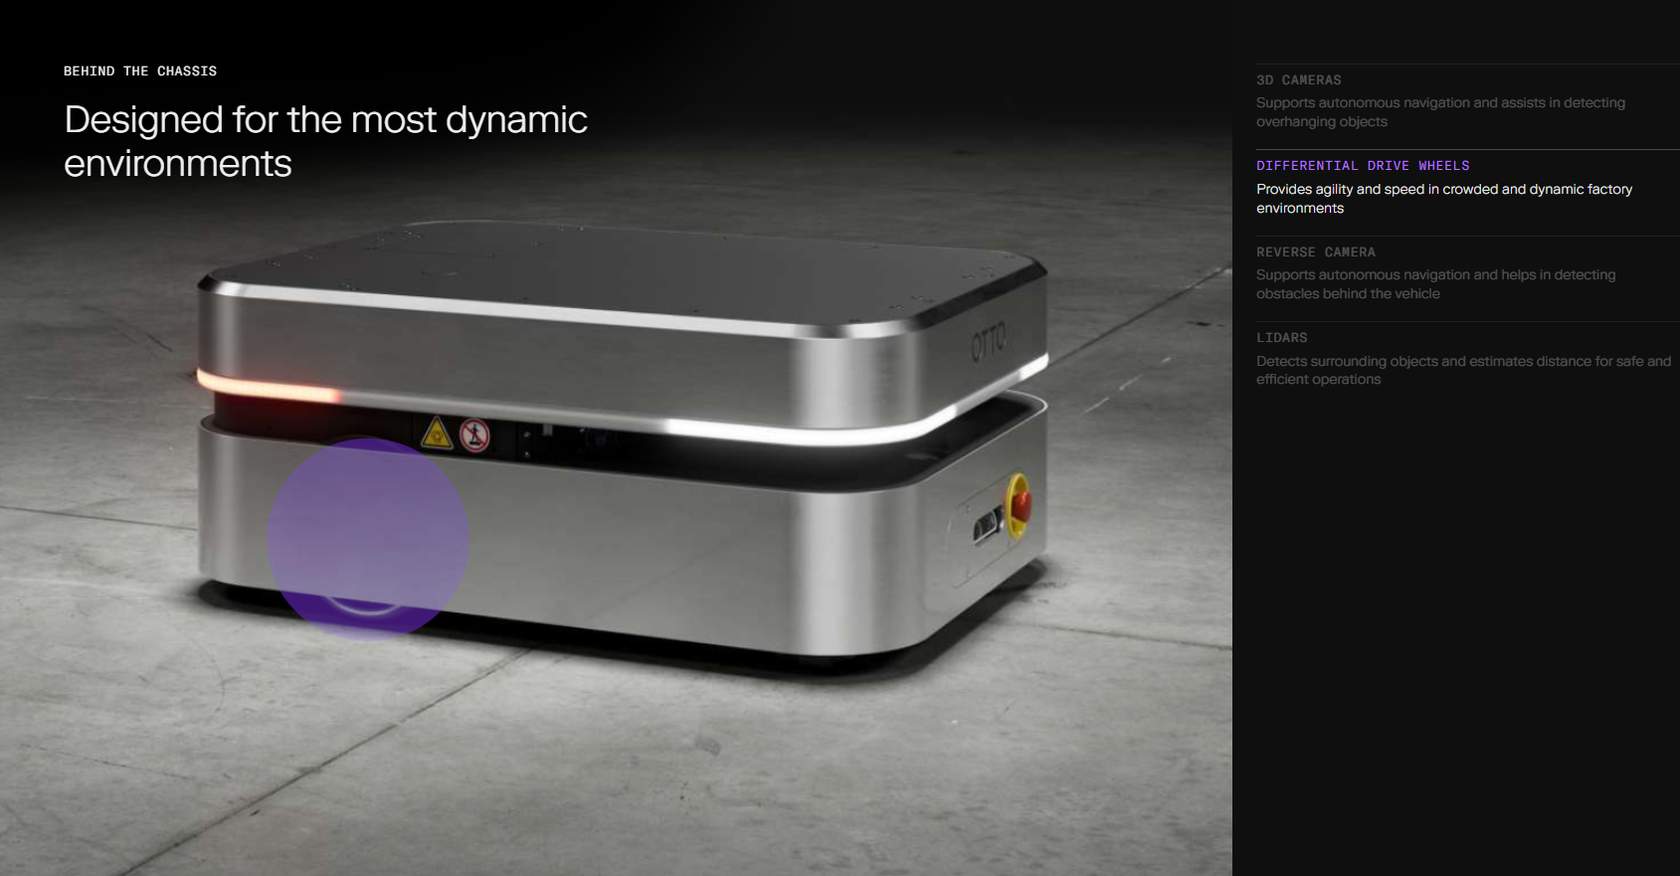 BEHIND THE CHASSIS
Designed for the most dynamic
environments
OTTO
3D CAMERAS
Supports autonomous navigation and assists in detecting
overhanging objects
DIFFERENTIAL DRIVE WHEELS
Provides agility and speed in crowded and dynamic factory
environments
REVERSE CAMERA
Supports autonomous navigation and helps in detecting
obstacles behind the vehicle
LIDARS
Detects surrounding objects and estimates distance for safe and
efficient operations